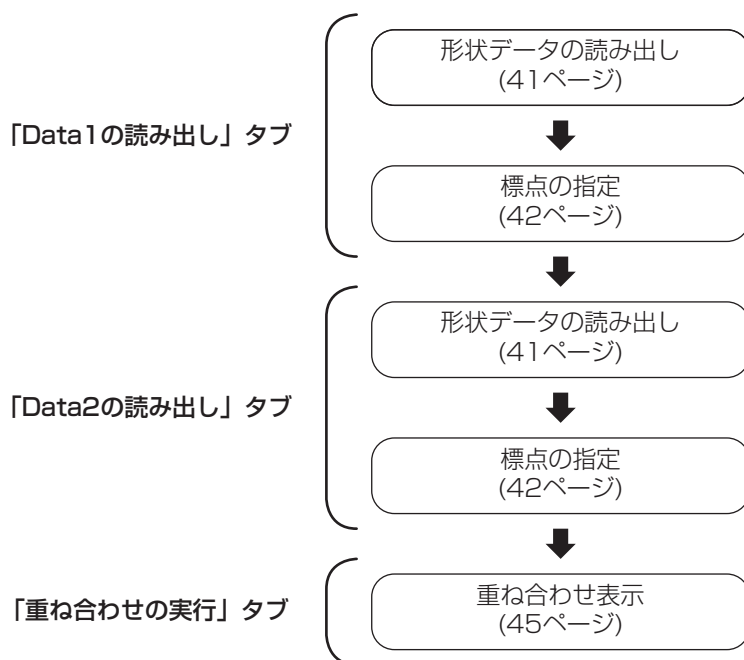 「Data1の読み出し」タブ
形状データの読み出し
(41ページ)
標点の指定
(42ページ)
「Data2の読み出し」タブ
形状データの読み出し
(41ページ)
標点の指定
(42ページ)
「重ね合わせの実行」タブ
重ね合わせ表示
(45ページ)